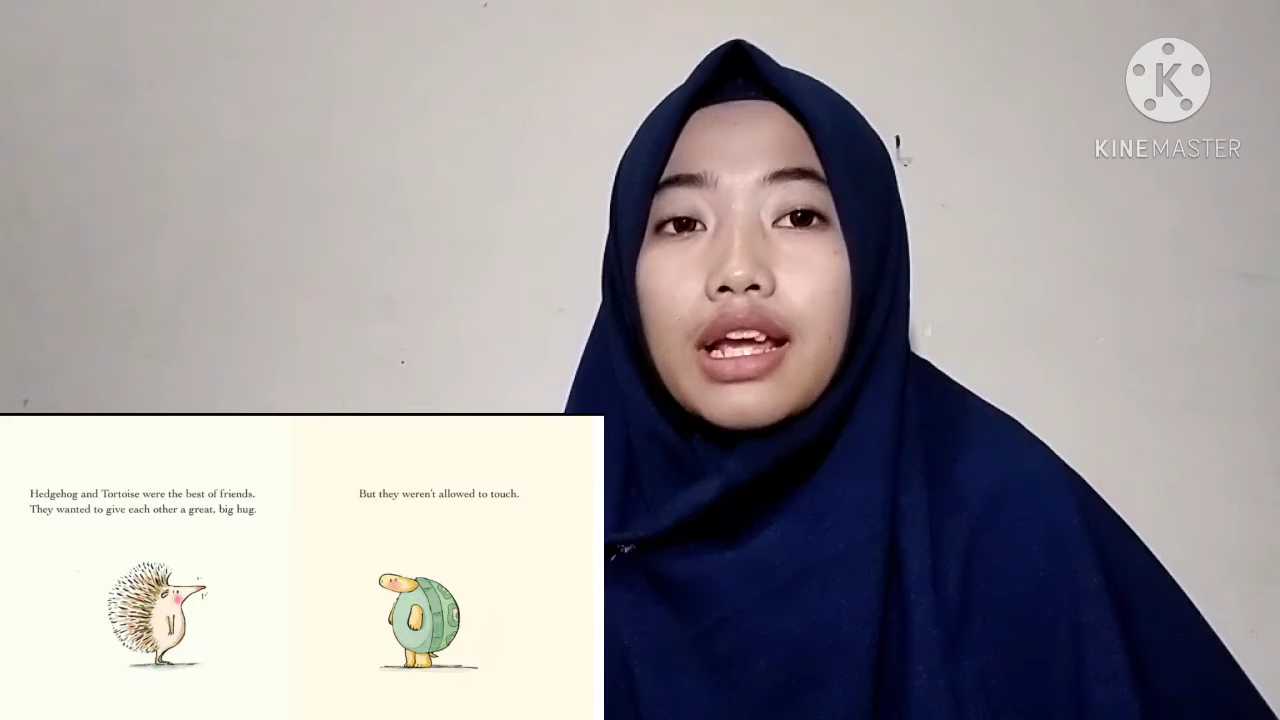 K
KINEMASTER
Hedgehog and Tortoise were the best of friends.
They wanted to give each other a great, big hug.
But they weren't allowed to touch.